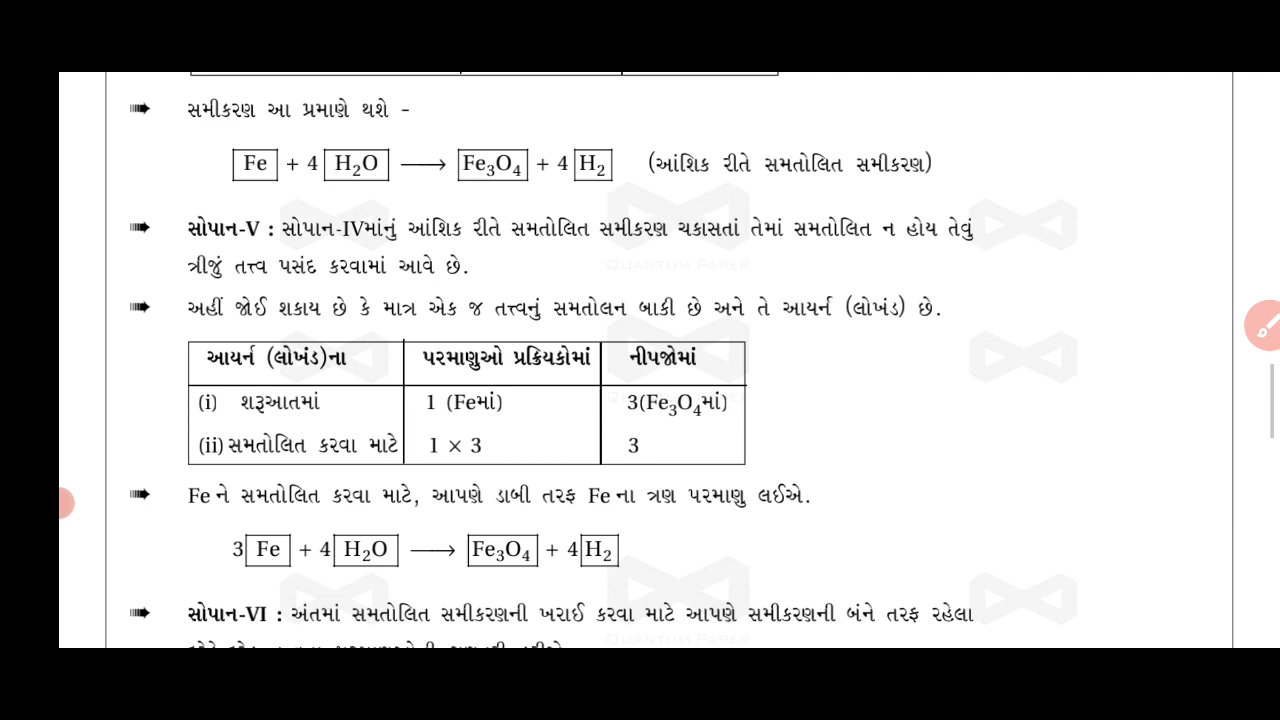 સમીકરણ આ પ્રમાણે થશે -
Fe + 4 H₂O ⟶ Fe₃O₄ + 4 H₂ (આંશિક રીતે સમતોલિત સમીકરણ)
સોપાન-V : સોપાન-IVમાંનું આંશિક રીતે સમતોલિત સમીકરણ ચકાસતાં તેમાં સમતોલિત ન હોય તેવું
ત્રીજું તત્ત્વ પસંદ કરવામાં આવે છે.
QUANTUM PAPER
અહીં જોઈ શકાય છે કે માત્ર એક જ તત્ત્વનું સમતોલન બાકી છે અને તે આયર્ન (લોખંડ) છે.
આયર્ન (લોખંડ)ના પરમાણુઓ પ્રક્રિયકોમાં નીપજોમાં
(i) શરૂઆતમાં 1 (Feમાં) 3(Fe₃O₄માં)
(ii) સમતોલિત કરવા માટે 1 × 3 3
Fe ને સમતોલિત કરવા માટે, આપણે ડાબી તરફ Fe ના ત્રણ પરમાણુ લઈએ.
3 Fe + 4 H₂O ⟶ Fe₃O₄ + 4 H₂
સોપાન-VI : અંતમાં સમતોલિત સમીકરણની ખરાઈ કરવા માટે આપણે સમીકરણની બંને તરફ રહેલા
QUANTUM PAPER